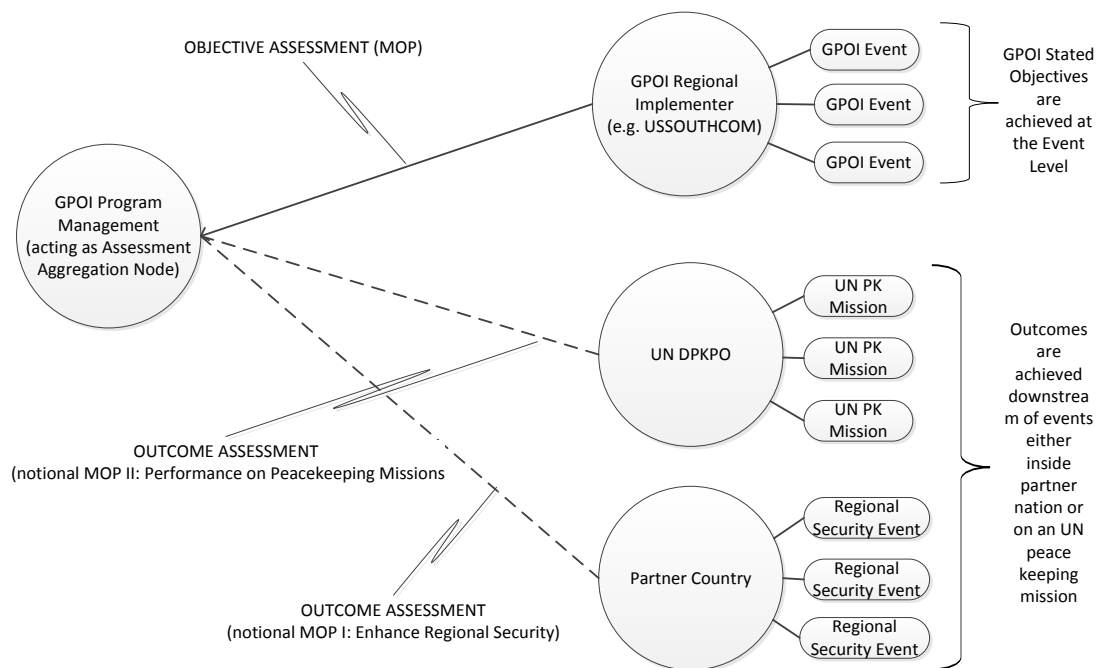 OBJECTIVE ASSESSMENT (MOP)
GPOI Regional
Implementer
(e.g. USSOUTHCOM)
GPOI Event
GPOI Event
GPOI Event
GPOI Stated
Objectives
are
achieved at
the Event
Level
GPOI Program
Management
(acting as Assessment
Aggregation Node)
UN DPKPO
UN PK
Mission
UN PK
Mission
UN PK
Mission
Outcomes
are
achieved
downstrea
m of events
either
inside
partner
nation or
on an UN
peace
keeping
mission
OUTCOME ASSESSMENT
(notional MOP II: Performance on Peacekeeping Missions
Partner Country
Regional
Security Event
Regional
Security Event
Regional
Security Event
OUTCOME ASSESSMENT
(notional MOP I: Enhance Regional Security)